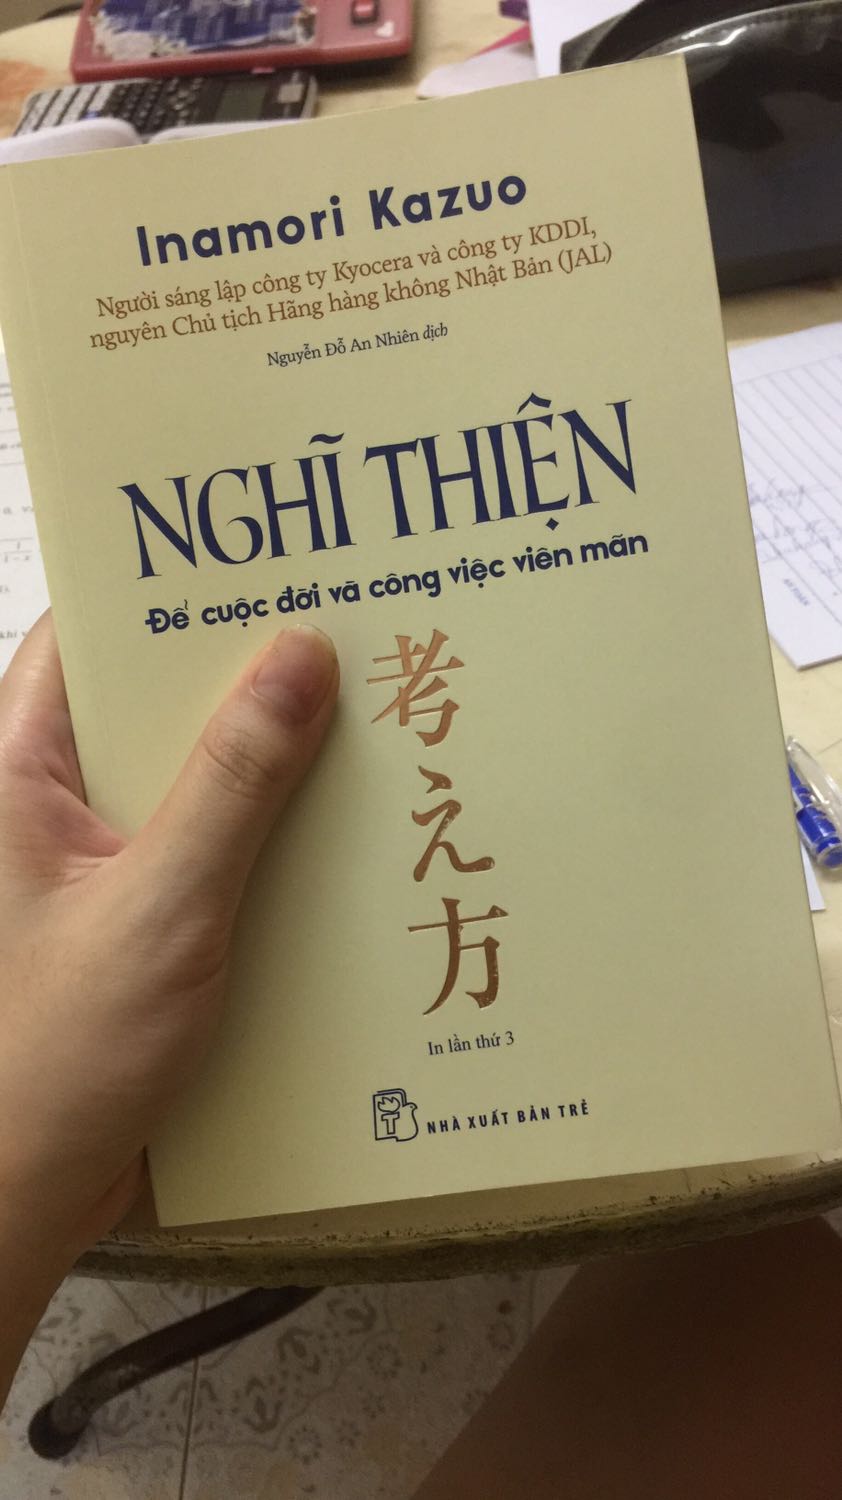 Inamori Kazuo
Người sáng lập công ty Kyocera và công ty KDDI,
nguyên Chủ tịch Hãng hàng không Nhật Bản (JAL)
Nguyễn Đỗ An Nhiên dịch
NGHĨ THIỆN
Để cuộc đời và công việc viên mãn
考え方
In lần thứ 3
T
NHÀ XUẤT BẢN TRẺ